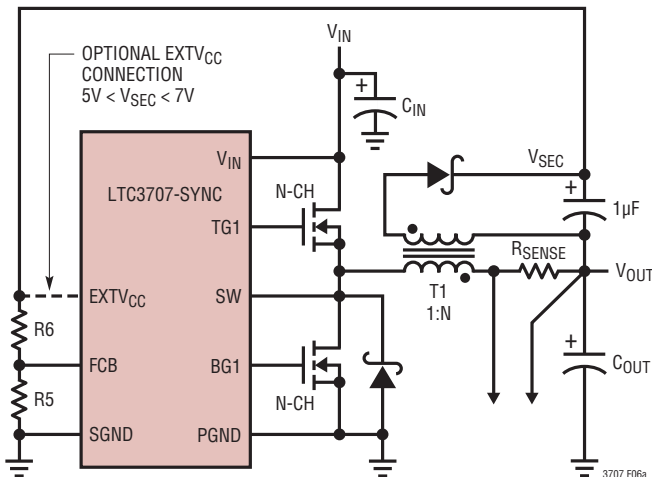 VIN
OPTIONAL EXTVCC
CONNECTION
5V < VSEC < 7V
+
CIN
VIN
LTC3707-SYNC
N-CH
TG1
VSEC
+
1µF
RSENSE
VOUT
T1
1:N
EXTVCC
SW
R6
FCB
BG1
N-CH
+
COUT
R5
SGND
PGND
3707 F06a